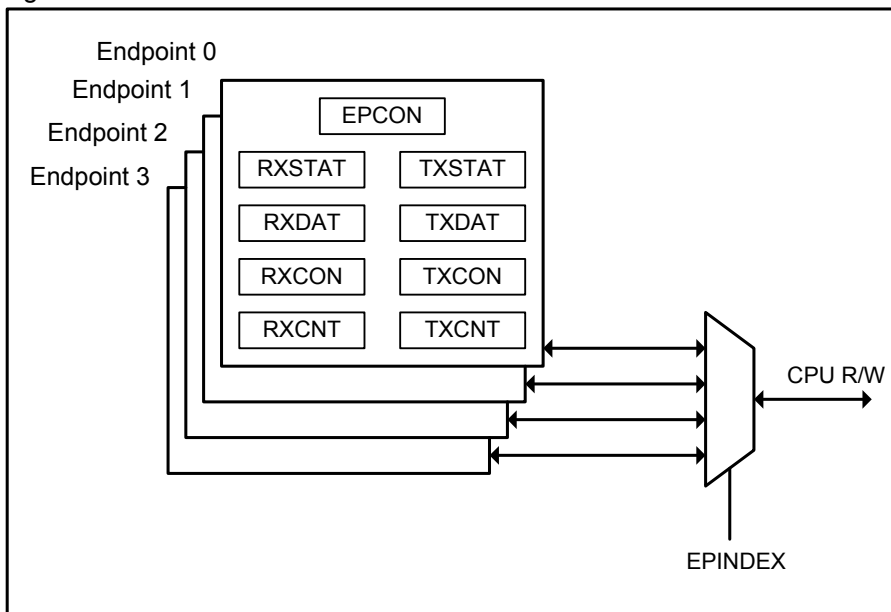 Endpoint 0
Endpoint 1
Endpoint 2
Endpoint 3
EPCON
RXSTAT TXSTAT
RXDAT TXDAT
RXCON TXCON
RXCNT TXCNT
CPU R/W
EPINDEX